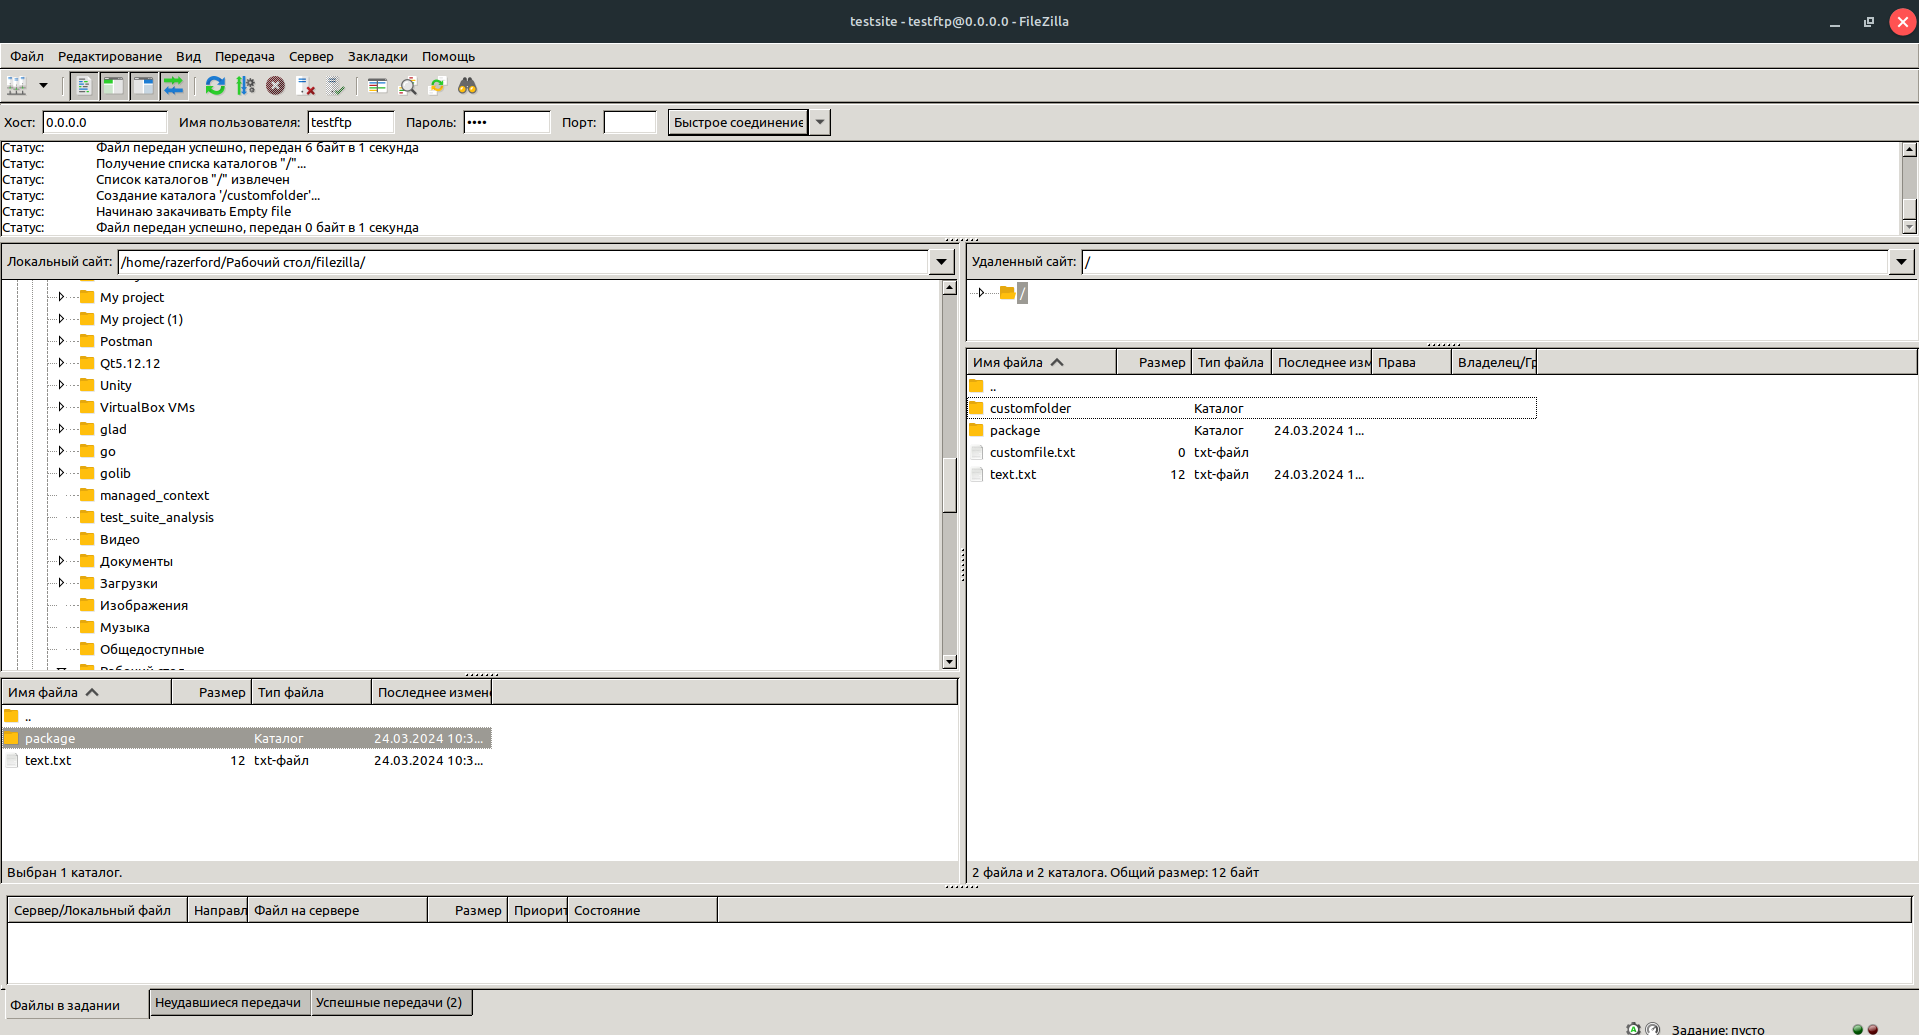 testsite - testftp@0.0.0.0 - FileZilla
Файл Редактирование Вид Передача Сервер Закладки Помощь
Хост: 0.0.0.0 Имя пользователя: testftp Пароль: •••• Порт: Быстрое соединение
Статус: Файл передан успешно, передан 6 байт в 1 секунда
Статус: Получение списка каталогов "/"...
Статус: Список каталогов "/" извлечен
Статус: Создание каталога '/customfolder'...
Статус: Начинаю закачивать Empty file
Статус: Файл передан успешно, передан 0 байт в 1 секунда
Локальный сайт: /home/razerford/Рабочий стол/filezilla/
My project
My project (1)
Postman
Qt5.12.12
Unity
VirtualBox VMs
glad
go
golib
managed_context
test_suite_analysis
Видео
Документы
Загрузки
Изображения
Музыка
Общедоступные
Рабочий стол
Имя файла Размер Тип файла Последнее измен
..
package Каталог 24.03.2024 10:3...
text.txt 12 txt-файл 24.03.2024 10:3...
Выбран 1 каталог.
Удаленный сайт: /
/
Имя файла Размер Тип файла Последнее изм Права Владелец/Гр
..
customfolder Каталог
package Каталог 24.03.2024 1...
customfile.txt 0 txt-файл
text.txt 12 txt-файл 24.03.2024 1...
2 файла и 2 каталога. Общий размер: 12 байт
Сервер/Локальный файл Направл Файл на сервере Размер Приорит Состояние
Файлы в задании Неудавшиеся передачи Успешные передачи (2)
Задание: пусто